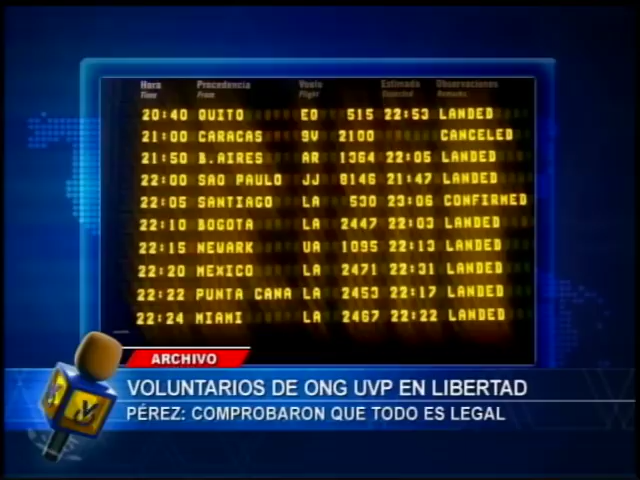 Hora Procedencia Vuelo Estimado Observaciones
Time From Flight Expected Remarks
20:40 QUITO EQ 515 22:53 LANDED
21:00 CARACAS 9V 2100 CANCELED
21:50 B.AIRES AR 1364 22:05 LANDED
22:00 SAO PAULO JJ 8146 21:47 LANDED
22:05 SANTIAGO LA 530 23:06 CONFIRMED
22:10 BOGOTA LA 2447 22:03 LANDED
22:15 NEWARK UA 1095 22:13 LANDED
22:20 MEXICO LA 2471 22:31 LANDED
22:22 PUNTA CANA LA 2453 22:17 LANDED
22:24 MIAMI LA 2467 22:22 LANDED
ARCHIVO
VOLUNTARIOS DE ONG UVP EN LIBERTAD
PÉREZ: COMPROBARON QUE TODO ES LEGAL